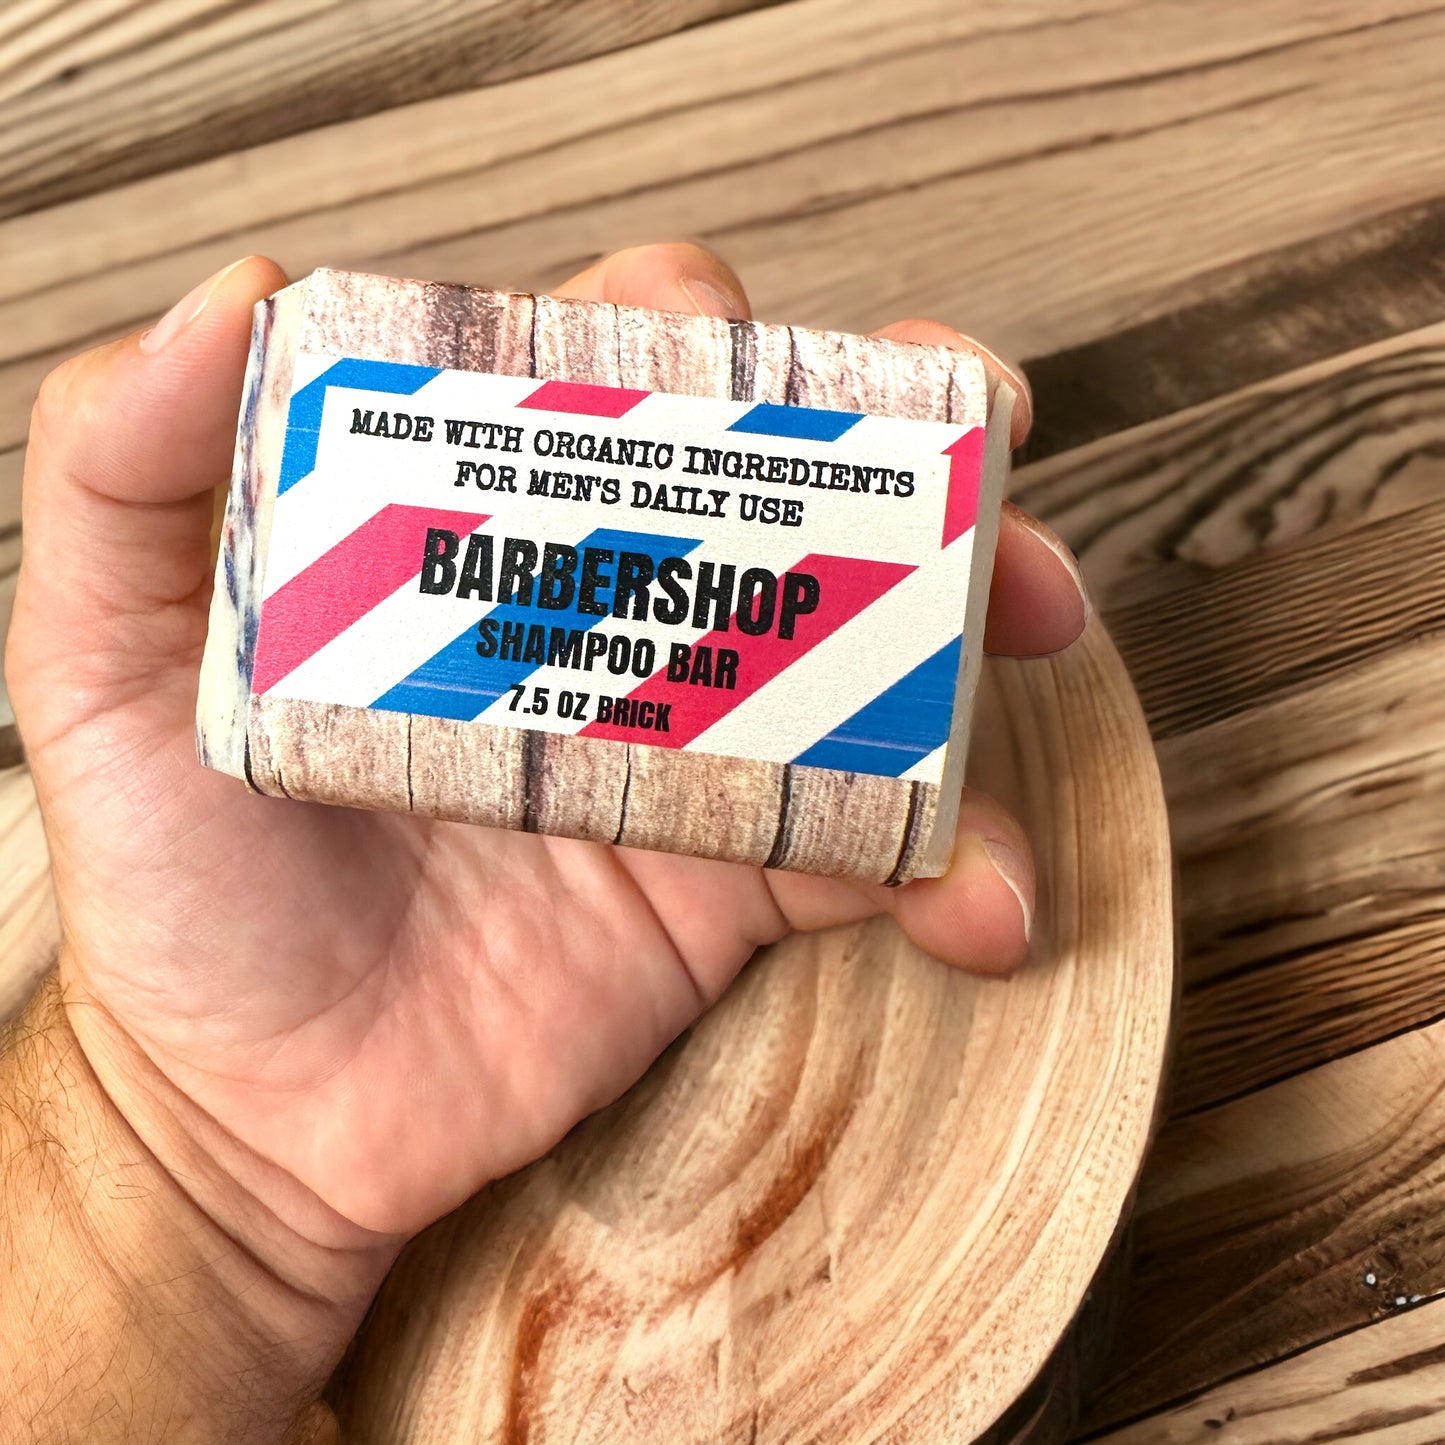 MADE WITH ORGANIC INGREDIENTS
FOR MEN'S DAILY USE
BARBERSHOP
SHAMPOO BAR
7.5 OZ BRICK